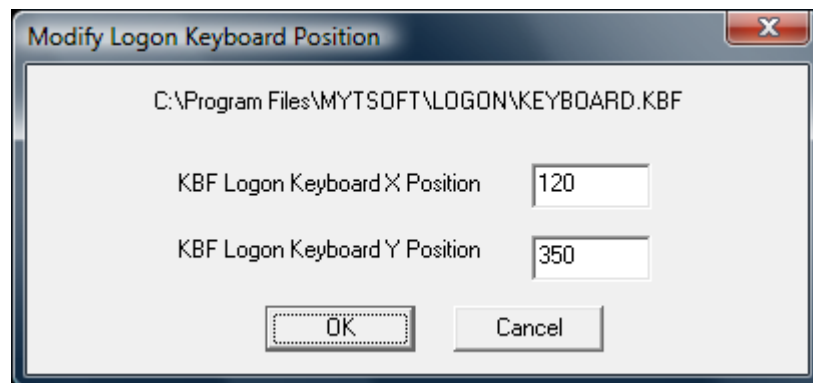 Modify Logon Keyboard Position
C:\Program Files\MYTSOFT\LOGON\KEYBOARD.KBF
KBF Logon Keyboard X Position 120
KBF Logon Keyboard Y Position 350
OK Cancel